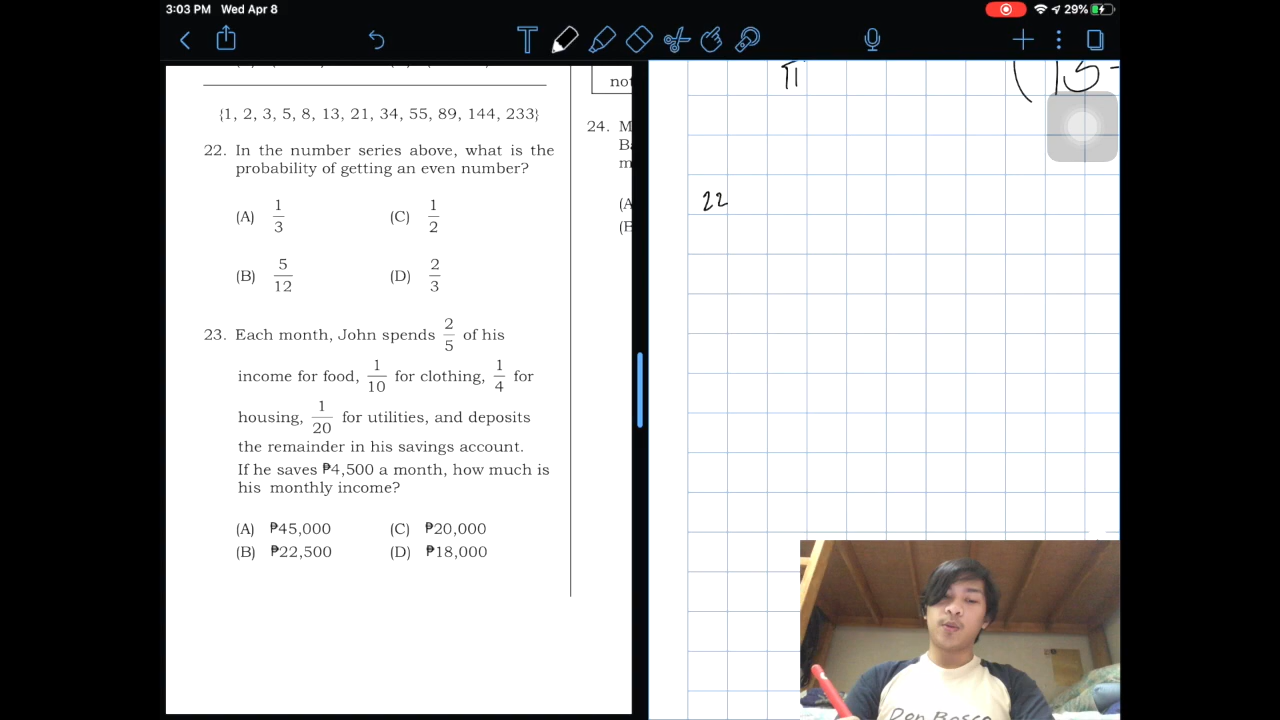 3:03 PM Wed Apr 8
29%
{1, 2, 3, 5, 8, 13, 21, 34, 55, 89, 144, 233}
22. In the number series above, what is the
probability of getting an even number?
(A) 1/3 (C) 1/2
(B) 5/12 (D) 2/3
23. Each month, John spends 2/5 of his
income for food, 1/10 for clothing, 1/4 for
housing, 1/20 for utilities, and deposits
the remainder in his savings account.
If he saves ₱4,500 a month, how much is
his monthly income?
(A) ₱45,000 (C) ₱20,000
(B) ₱22,500 (D) ₱18,000
not
24. M
B
m
(A
(B
π
(15
22
Don Bosco